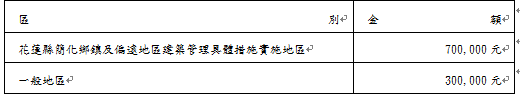 區 別 金 額
花蓮縣簡化鄉鎮及偏遠地區建築管理具體措施實施地區 700,000 元
一般地區 300,000 元